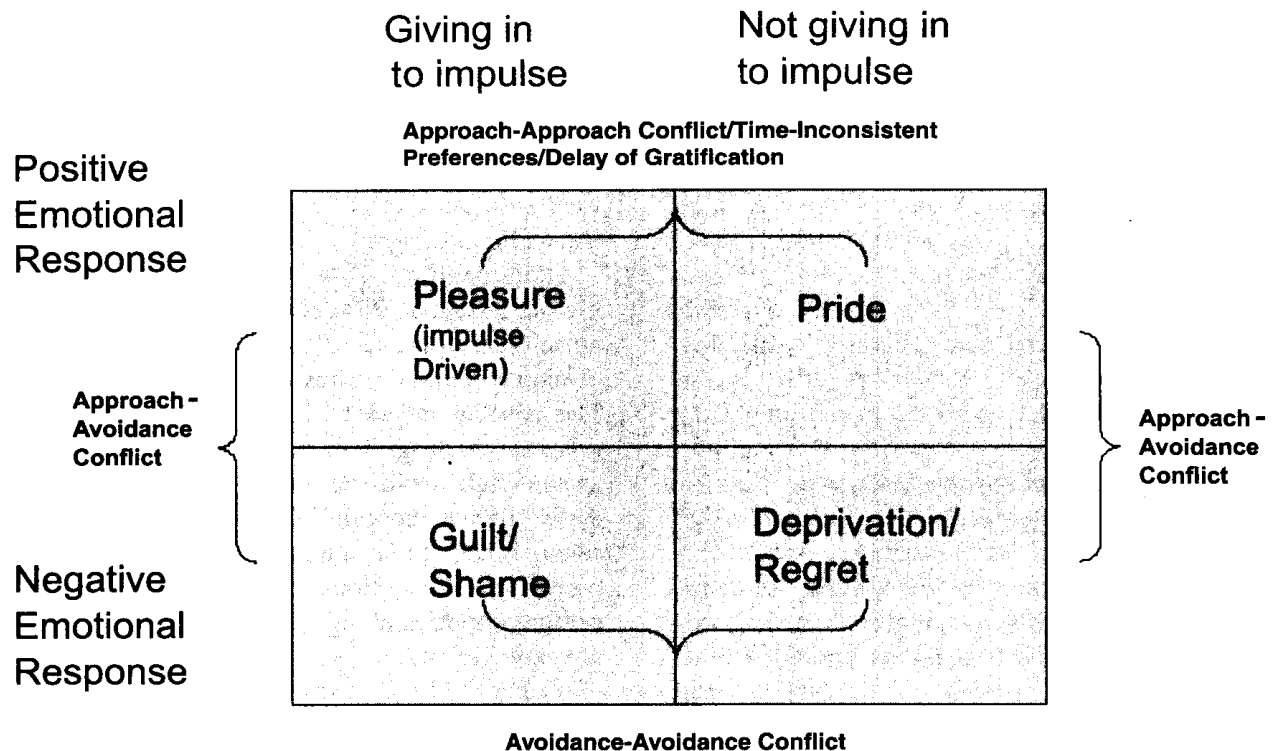 Giving in
to impulse
Not giving in
to impulse
Approach-Approach Conflict/Time-Inconsistent
Preferences/Delay of Gratification
Positive
Emotional
Response
Pleasure
(impulse
Driven)
Pride
Approach-
Avoidance
Conflict
Approach-
Avoidance
Conflict
Guilt/
Shame
Deprivation/
Regret
Negative
Emotional
Response
Avoidance-Avoidance Conflict